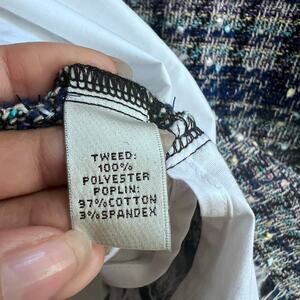 TWEED:
100%
POLYESTER
POPLIN:
97%COTTON
3%SPANDEX